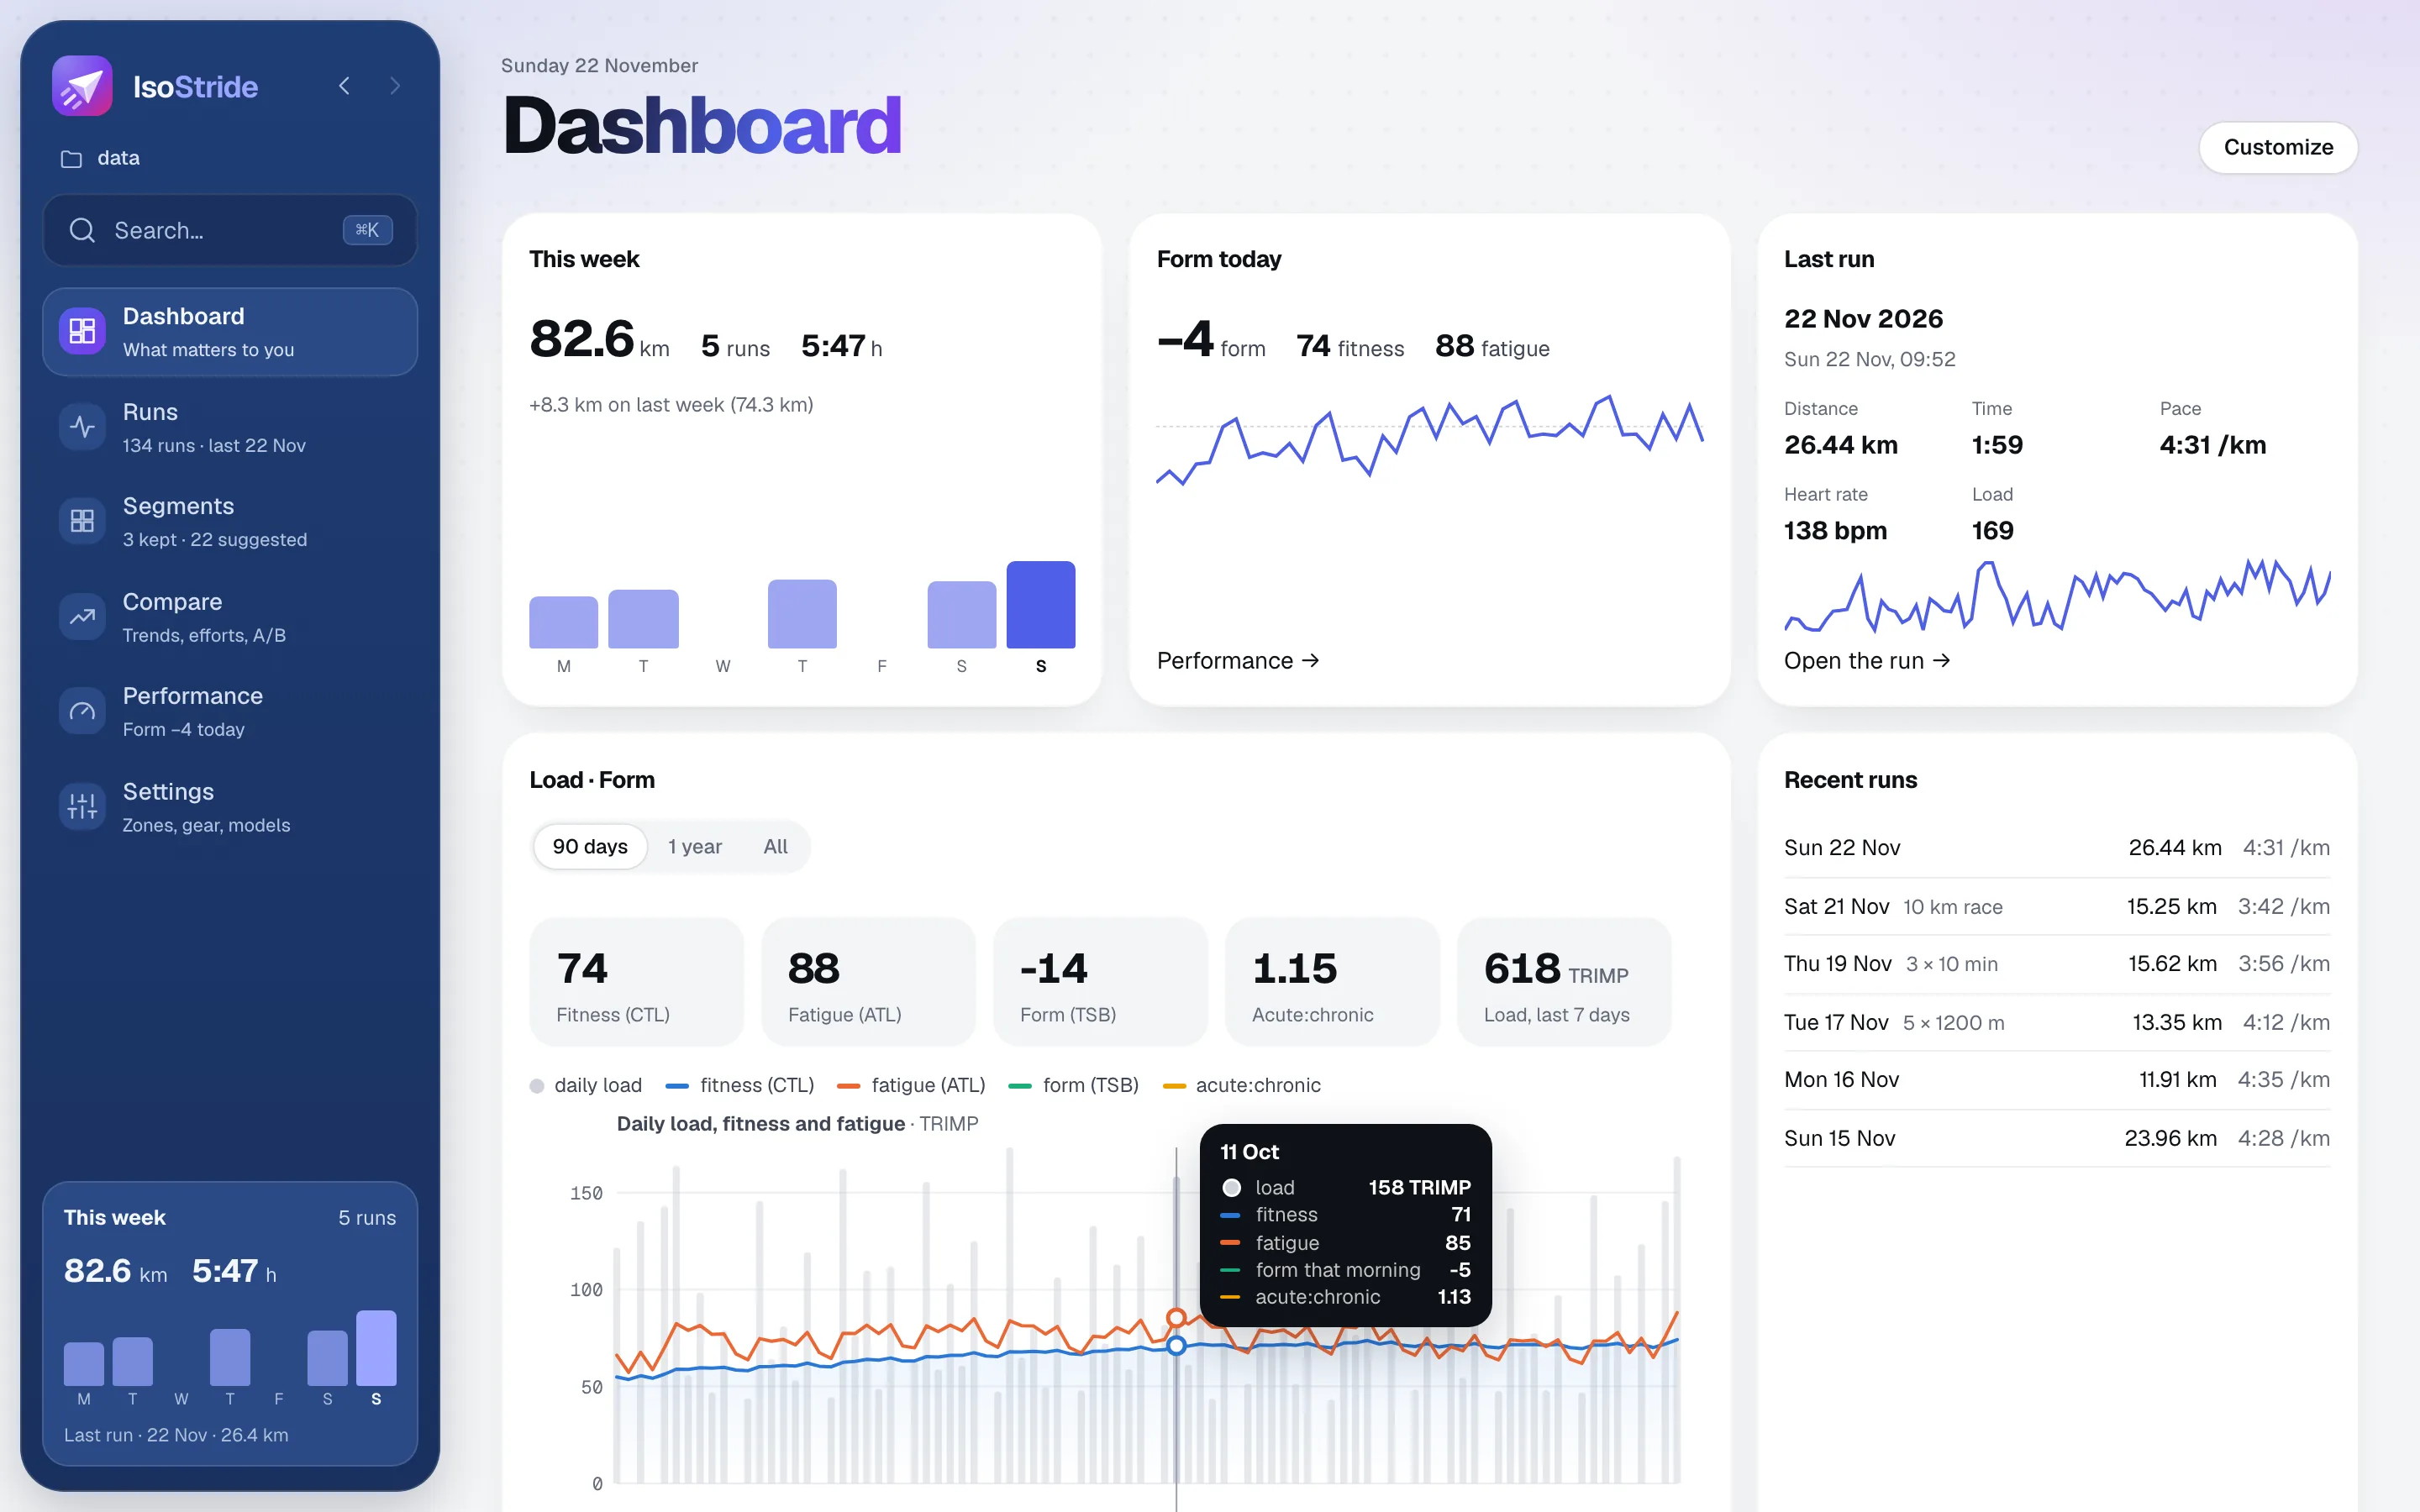 IsoStride
data
Search...
⌘K
Dashboard
What matters to you
Runs
134 runs · last 22 Nov
Segments
3 kept · 22 suggested
Compare
Trends, efforts, A/B
Performance
Form −4 today
Settings
Zones, gear, models
This week 5 runs
82.6 km 5:47 h
M T W T F S S
Last run · 22 Nov · 26.4 km
Sunday 22 November
Dashboard
Customize
This week
82.6 km 5 runs 5:47 h
+8.3 km on last week (74.3 km)
M T W T F S S
Form today
−4 form 74 fitness 88 fatigue
Performance →
Last run
22 Nov 2026
Sun 22 Nov, 09:52
Distance Time Pace
26.44 km 1:59 4:31 /km
Heart rate Load
138 bpm 169
Open the run →
Load · Form
90 days 1 year All
74 88 -14 1.15 618 TRIMP
Fitness (CTL) Fatigue (ATL) Form (TSB) Acute:chronic Load, last 7 days
daily load fitness (CTL) fatigue (ATL) form (TSB) acute:chronic
Daily load, fitness and fatigue · TRIMP
150
100
50
0
11 Oct
load 158 TRIMP
fitness 71
fatigue 85
form that morning -5
acute:chronic 1.13
Recent runs
Sun 22 Nov 26.44 km 4:31 /km
Sat 21 Nov 10 km race 15.25 km 3:42 /km
Thu 19 Nov 3 × 10 min 15.62 km 3:56 /km
Tue 17 Nov 5 × 1200 m 13.35 km 4:12 /km
Mon 16 Nov 11.91 km 4:35 /km
Sun 15 Nov 23.96 km 4:28 /km